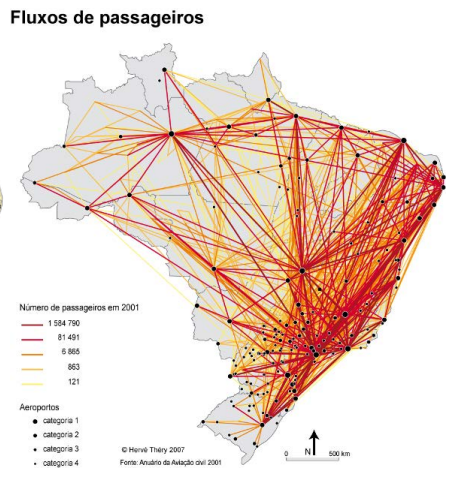 Fluxos de passageiros
Número de passageiros em 2001
1 584 790
81 491
6 865
863
121
Aeroportos
categoria 1
categoria 2
categoria 3
categoria 4
© Hervé Théry 2007
Fonte: Anuário da Aviação civil 2001
N
0 500 km